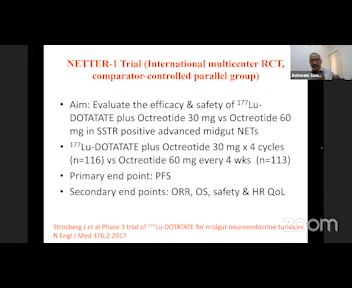 NETTER-1 Trial (International multicenter RCT,
comparator-controlled parallel group)
• Aim: Evaluate the efficacy & safety of ¹⁷⁷Lu-
DOTATATE plus Octreotide 30 mg vs Octreotide 60
mg in SSTR positive advanced midgut NETs
• ¹⁷⁷Lu-DOTATATE plus Octreotide 30 mg x 4 cycles
(n=116) vs Octreotide 60 mg every 4 wks (n=113)
• Primary end point: PFS
• Secondary end points: ORR, OS, safety & HR QoL
Strosberg J et al Phase 3 trial of ¹⁷⁷Lu-DOTATATE for midgut neuroendocrine tumours
N Engl J Med 376;2 2017
zoom